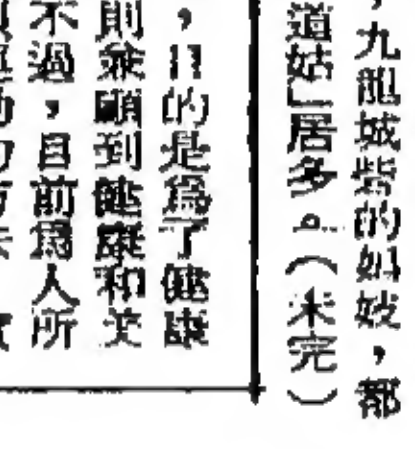 ，九龍城砦的娼妓，都
道姑」居多。（未完）
，目的是爲了健康
則兼顧到健康和美
不過，目前爲人所